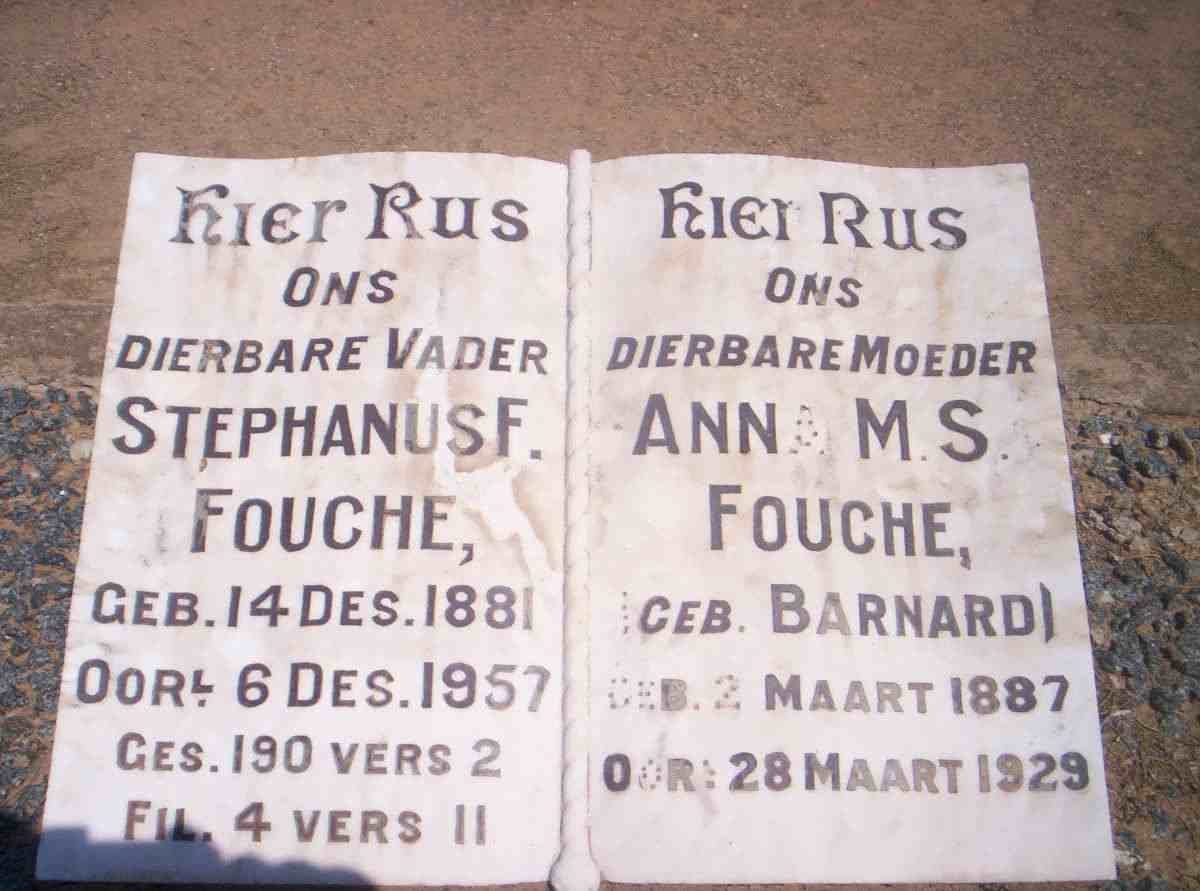 Hier Rus
Ons
Dierbare Vader
Stephanus F.
Fouche,
Geb. 14 Des. 1881
Oorl. 6 Des. 1957
Ges. 190 vers 2
Fil. 4 vers 11
Hier Rus
Ons
Dierbare Moeder
Anna M.S.
Fouche,
(Geb. Barnard)
Geb. 2 Maart 1887
Oorl. 28 Maart 1929